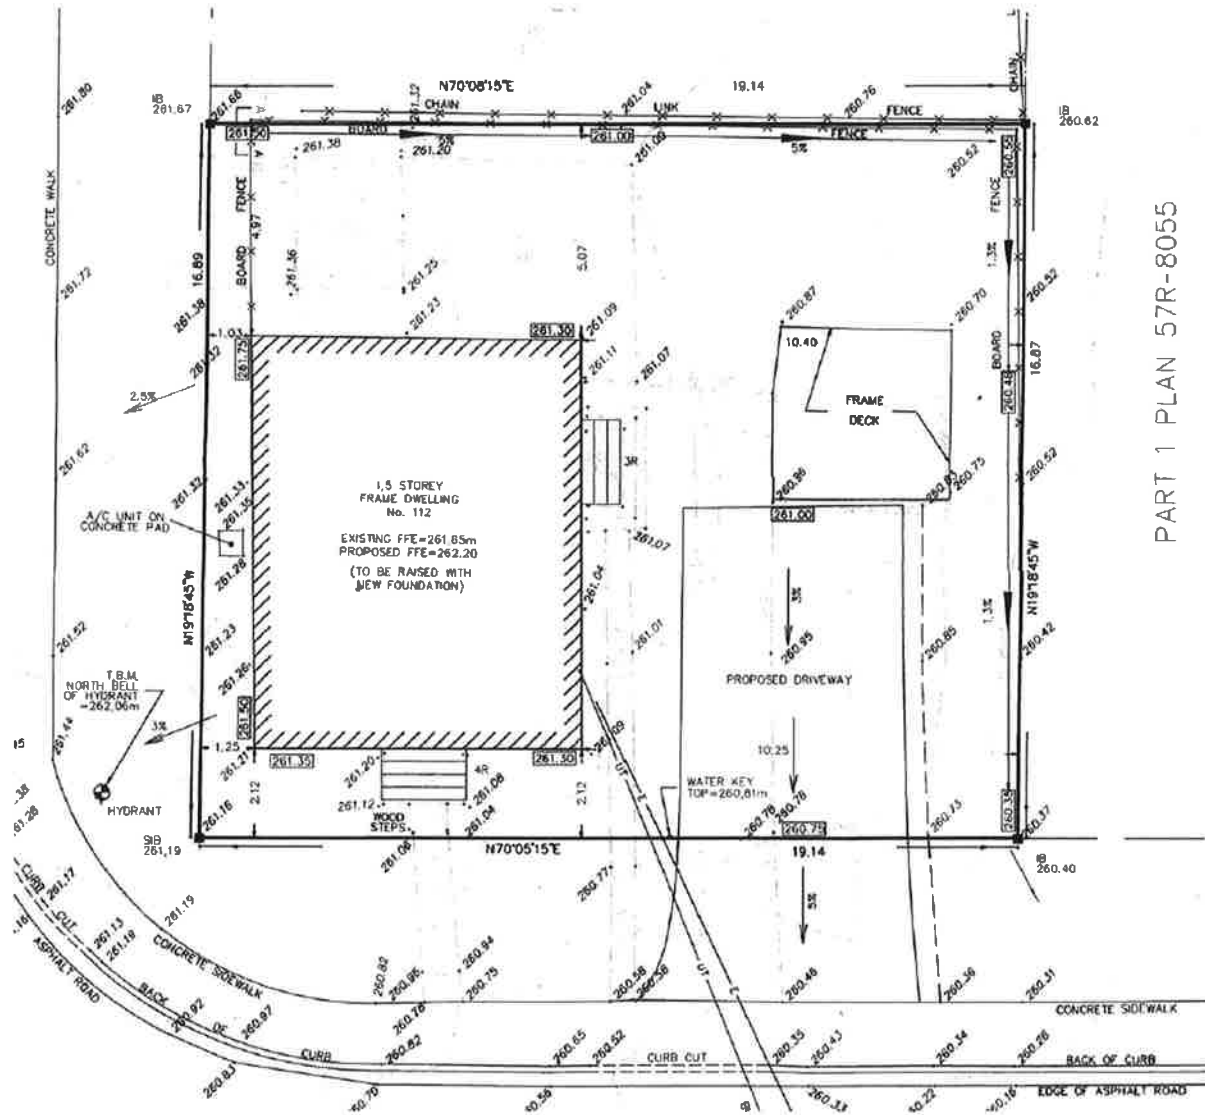 N70°08'15"E
19.14
CHAIN
LINK
FENCE
CHAIN
IB
261,67
261.68
261.32
261.04
260.76
IB
260.62
261.80
A
261.50
BOARD
5%
261.00
FENCE
5%
A
261.38
261.20
261.09
260.52
260.55
CONCRETE WALK
FENCE
4.97
BOARD
261.36
261.25
5.07
FENCE
1.3%
PART 1 PLAN 57R-8055
16.89
261.72
261.38
261.23
261.30
261.09
260.87
260.70
260.52
BOARD
16.87
1.03
261.75
261.32
261.11
261.07
10.40
260.48
2.5%
FRAME
DECK
261.62
261.32
261.33
261.35
3R
260.96
260.83
260.75
260.52
1.5 STOREY
FRAME DWELLING
No. 112
A/C UNIT ON
CONCRETE PAD
261.00
EXISTING FFE=261.85m
PROPOSED FFE=262.20
(TO BE RAISED WITH
NEW FOUNDATION)
261.28
261.07
261.04
3%
N19°18'45"W
N19°18'45"W
1.3%
261.52
261.23
261.26
261.01
260.95
260.85
260.42
T.B.M.
NORTH BELL
OF HYDRANT
=262,06m
PROPOSED DRIVEWAY
261.44
3%
261.50
1.25
261.21
261.35
261.20
261.30
261.09
10.25
UT
E
2.12
261.12
261.08
2.12
WATER KEY
TOP=260,81m
HYDRANT
261.16
WOOD
STEPS
261.04
261.06
260.78
260.78
260.75
260.73
260.35
260.37
SIB
261,19
N70°05'15"E
19.14
IB
260.40
261.28
CURB
CUT
261.17
261.19
260.77
5%
261.13
261.18
CONCRETE SIDEWALK
260.82
260.96
260.94
260.75
260.58
260.58
UT
E
260.46
260.36
260.31
ASPHALT ROAD
BACK
OF
CURB
260.92
260.97
260.78
CONCRETE SIDEWALK
260.82
260.65
260.52
CURB CUT
260.35
260.43
260.34
260.26
BACK OF CURB
260.83
260.33
260.16
EDGE OF ASPHALT ROAD